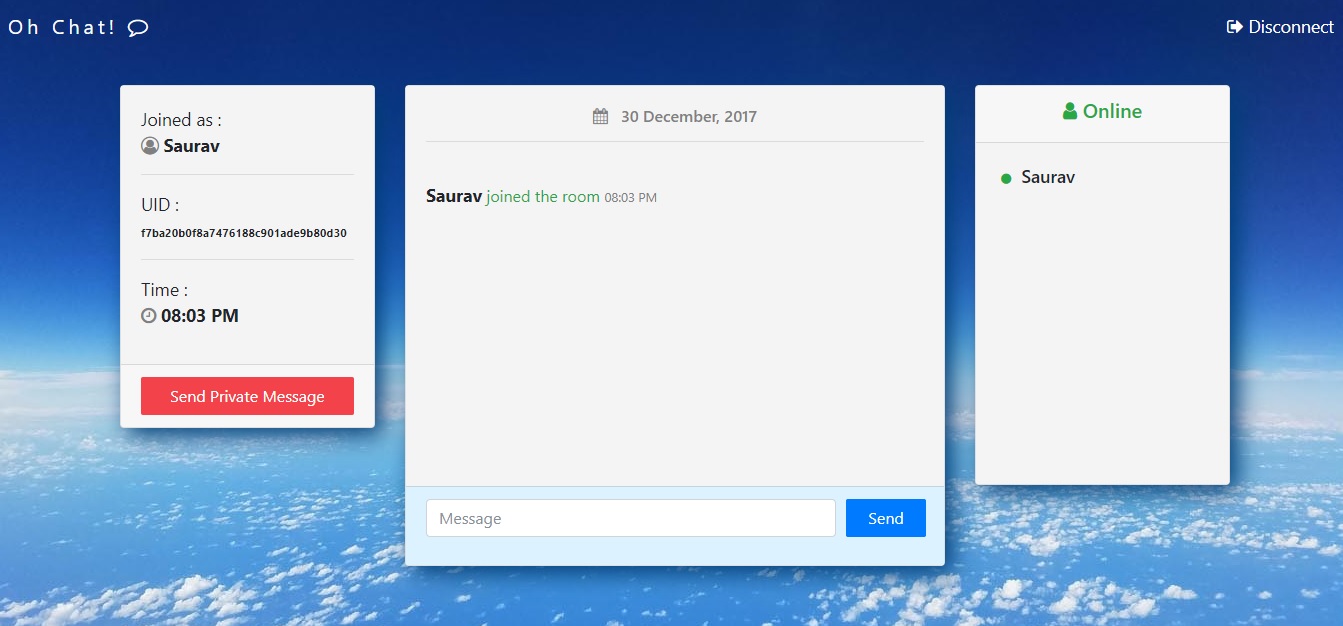 Oh Chat!
Disconnect
Joined as :
Saurav
UID :
f7ba20b0f8a7476188c901ade9b80d30
Time :
08:03 PM
Send Private Message
30 December, 2017
Saurav joined the room 08:03 PM
Message
Send
Online
Saurav